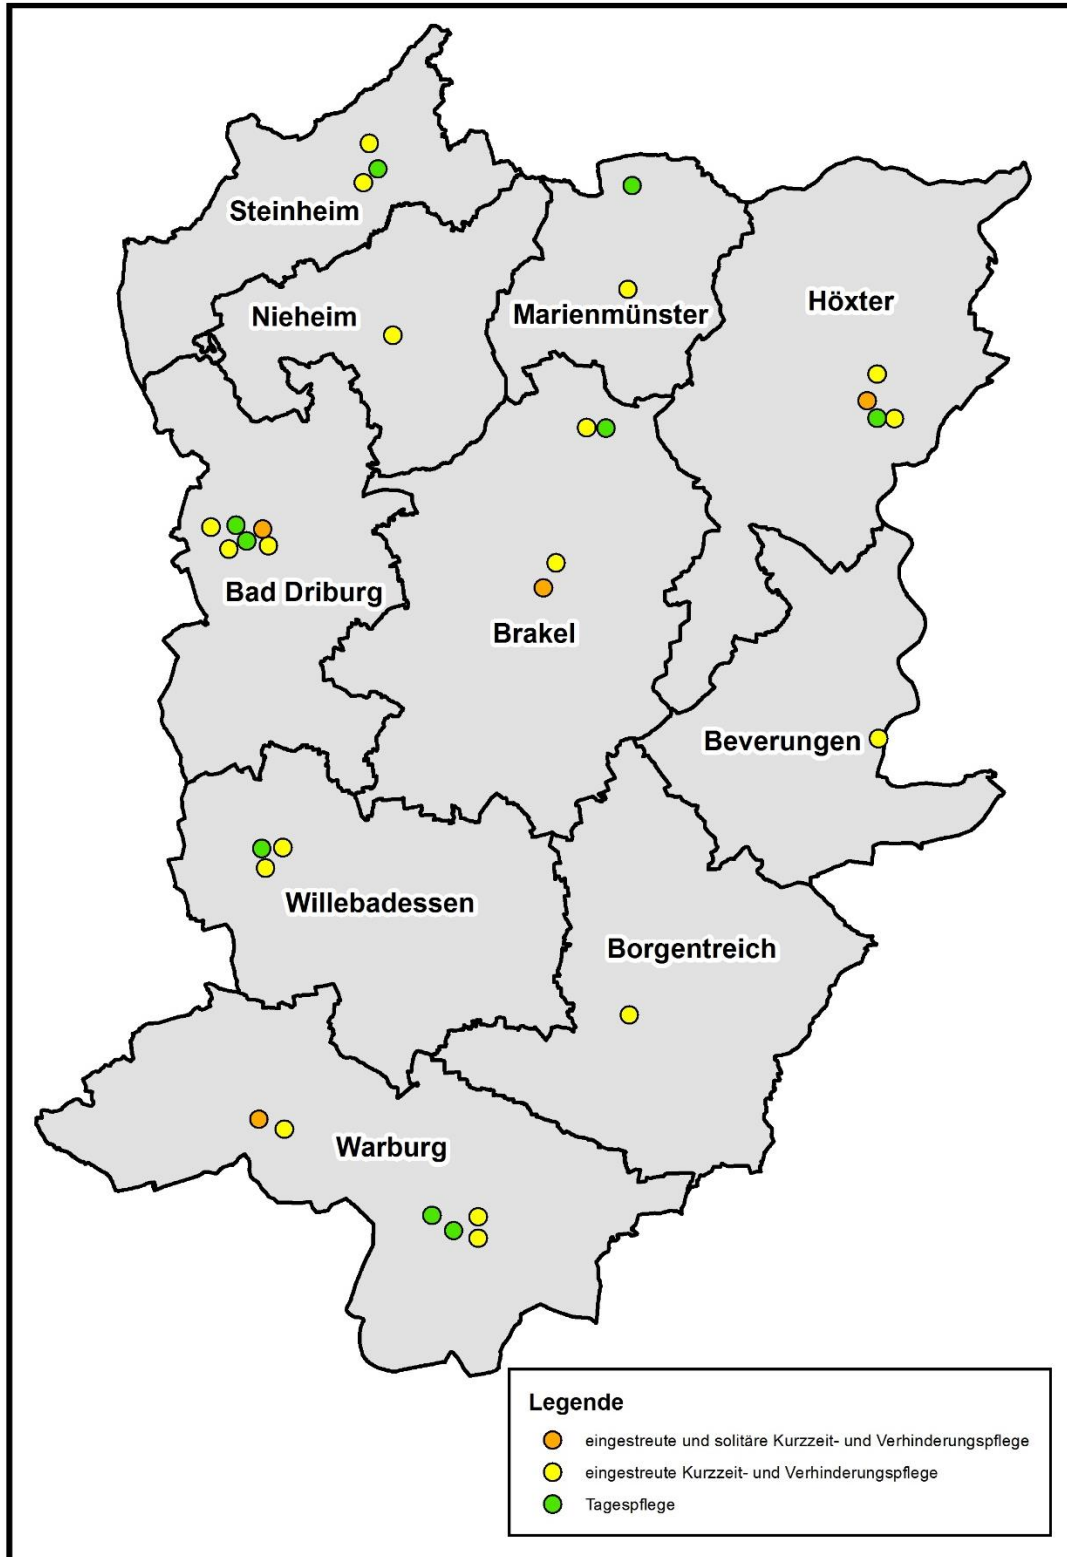 Steinheim
Nieheim
Marienmünster
Höxter
Bad Driburg
Brakel
Beverungen
Willebadessen
Borgentreich
Warburg
Legende
eingestreute und solitäre Kurzzeit- und Verhinderungspflege
eingestreute Kurzzeit- und Verhinderungspflege
Tagespflege